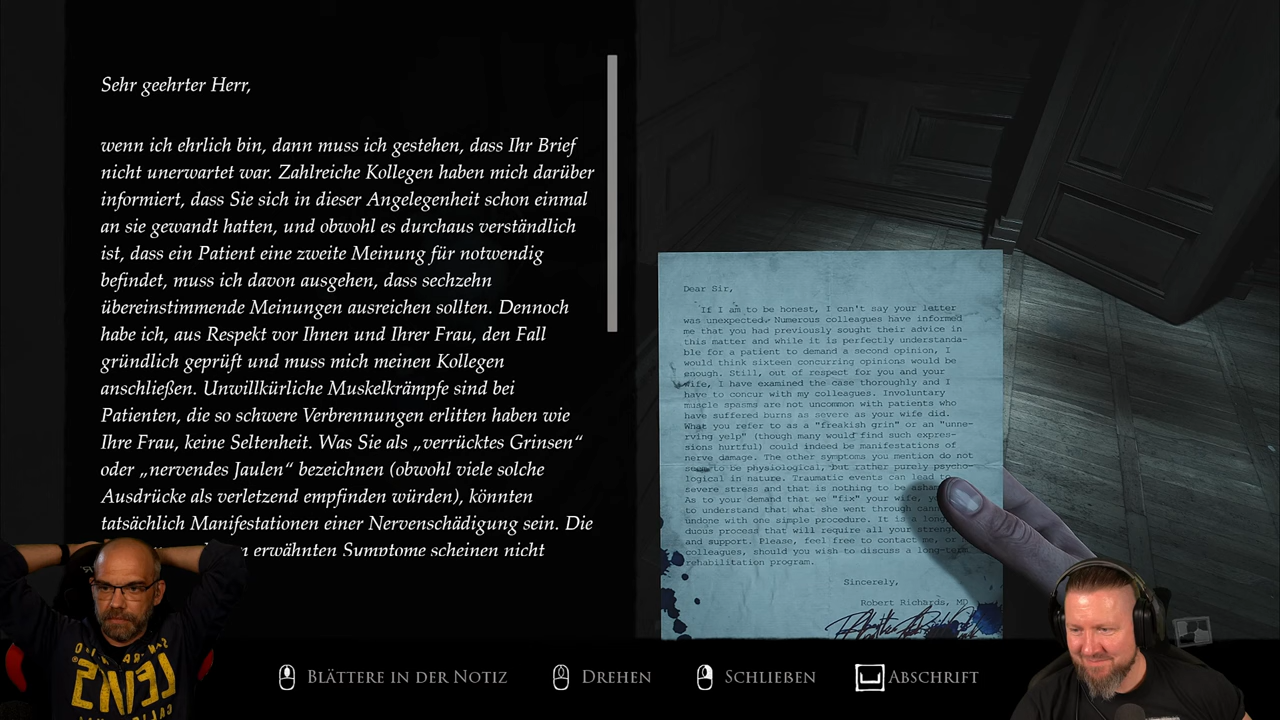 Sehr geehrter Herr,
wenn ich ehrlich bin, dann muss ich gestehen, dass Ihr Brief
nicht unerwartet war. Zahlreiche Kollegen haben mich darüber
informiert, dass Sie sich in dieser Angelegenheit schon einmal
an sie gewandt hatten, und obwohl es durchaus verständlich
ist, dass ein Patient eine zweite Meinung für notwendig
befindet, muss ich davon ausgehen, dass sechzehn
übereinstimmende Meinungen ausreichen sollten. Dennoch
habe ich, aus Respekt vor Ihnen und Ihrer Frau, den Fall
gründlich geprüft und muss mich meinen Kollegen
anschließen. Unwillkürliche Muskelkrämpfe sind bei
Patienten, die so schwere Verbrennungen erlitten haben wie
Ihre Frau, keine Seltenheit. Was Sie als „verrücktes Grinsen“
oder „nervendes Jaulen“ bezeichnen (obwohl viele solche
Ausdrücke als verletzend empfinden würden), könnten
tatsächlich Manifestationen einer Nervenschädigung sein. Die
erwähnten Symptome scheinen nicht
Dear Sir,
If I am to be honest, I can't say your letter
was unexpected. Numerous colleagues have informed
me that you had previously sought their advice in
this matter and while it is perfectly understanda-
ble for a patient to demand a second opinion, I
would think sixteen concurring opinions would be
enough. Still, out of respect for you and your
wife, I have examined the case thoroughly and I
have to concur with my colleagues. Involuntary
muscle spasms are not uncommon with patients who
have suffered burns as severe as your wife did.
What you refer to as a "freakish grin" or an "unne-
rving yelp" (though many would find such expres-
sions hurtful) could indeed be manifestations of
nerve damage. The other symptoms you mention do not
seem to be physiological, but rather purely psycho-
logical in nature. Traumatic events can lead to
severe stress and that is nothing to be
As to your demand that we "fix" your wife,
to understand that what she went through
undone with one simple procedure. It is a
duous process that will require all your
and support. Please, feel free to contact me, or
colleagues, should you wish to discuss a long-term
rehabilitation program.
Sincerely,
Robert Richards, MD
BLÄTTERE IN DER NOTIZ DREHEN SCHLIEßEN ABSCHRIFT